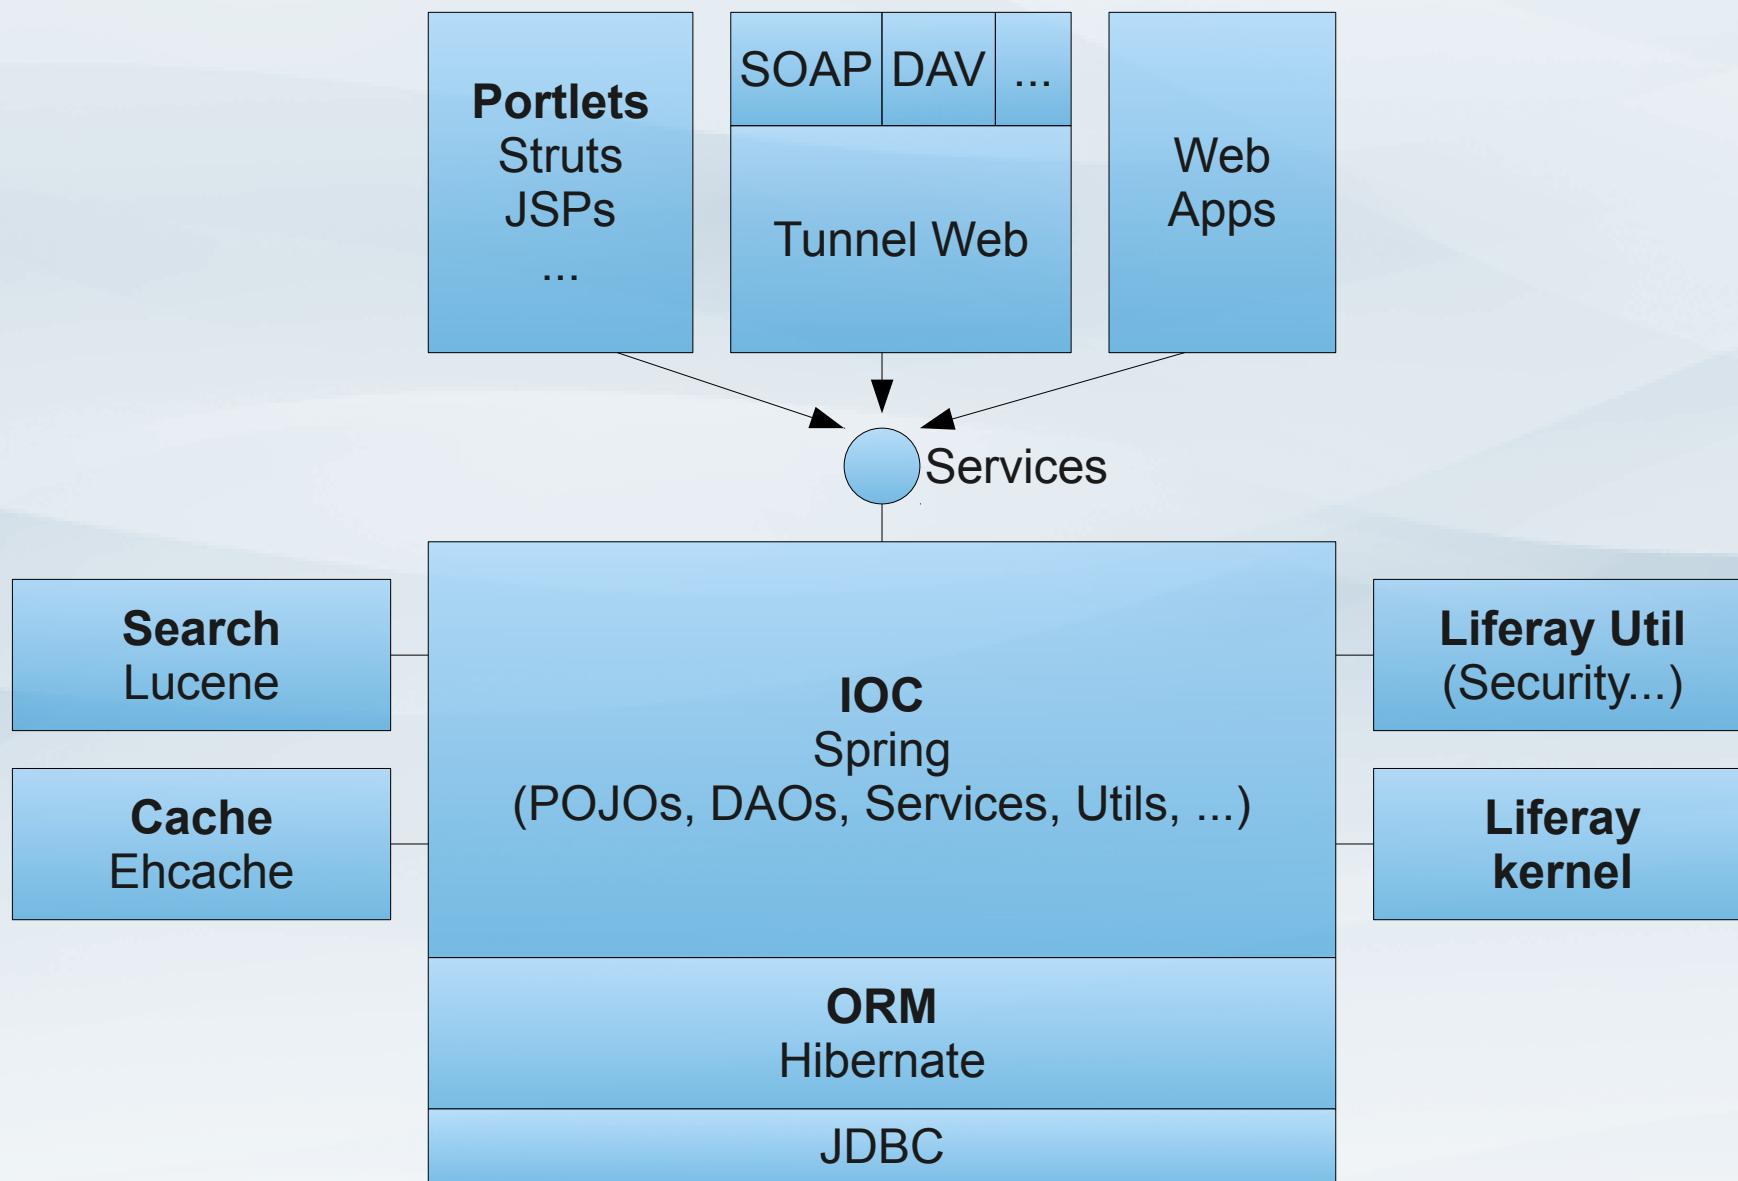 Portlets
Struts
JSPs
...
SOAP DAV ...
Tunnel Web
Web
Apps
Services
Search
Lucene
Cache
Ehcache
IOC
Spring
(POJOs, DAOs, Services, Utils, ...)
Liferay Util
(Security...)
Liferay
kernel
ORM
Hibernate
JDBC